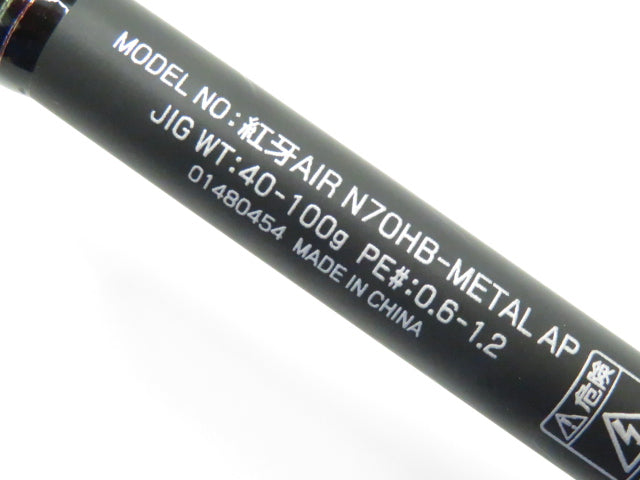 MODEL NO:紅牙AIR N70HB-METAL AP
JIG WT:40-100g PE#:0.6-1.2
01480454 MADE IN CHINA
危険